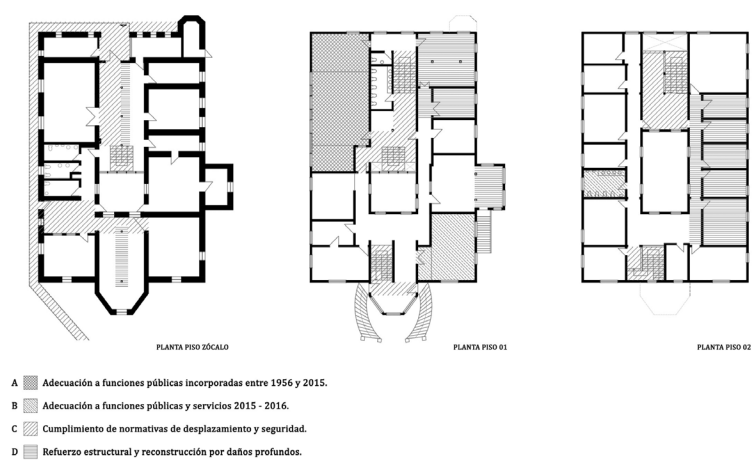 PLANTA PISO ZÓCALO
PLANTA PISO 01
PLANTA PISO 02
A Adecuación a funciones públicas incorporadas entre 1956 y 2015.
B Adecuación a funciones públicas y servicios 2015 - 2016.
C Cumplimiento de normativas de desplazamiento y seguridad.
D Refuerzo estructural y reconstrucción por daños profundos.